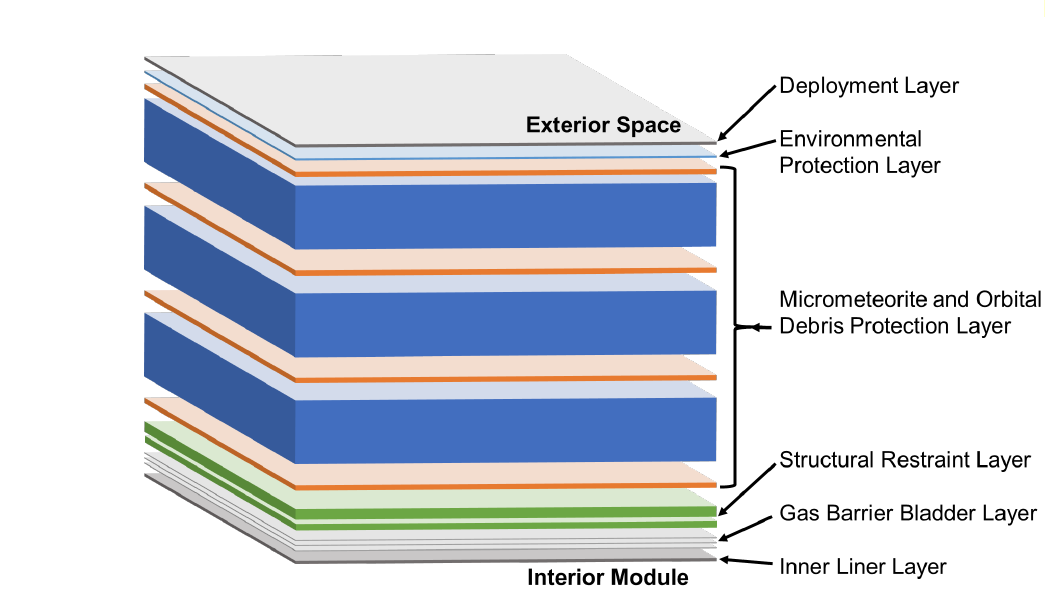 Deployment Layer
Exterior Space
Environmental
Protection Layer
Micrometeorite and Orbital
Debris Protection Layer
Structural Restraint Layer
Gas Barrier Bladder Layer
Inner Liner Layer
Interior Module